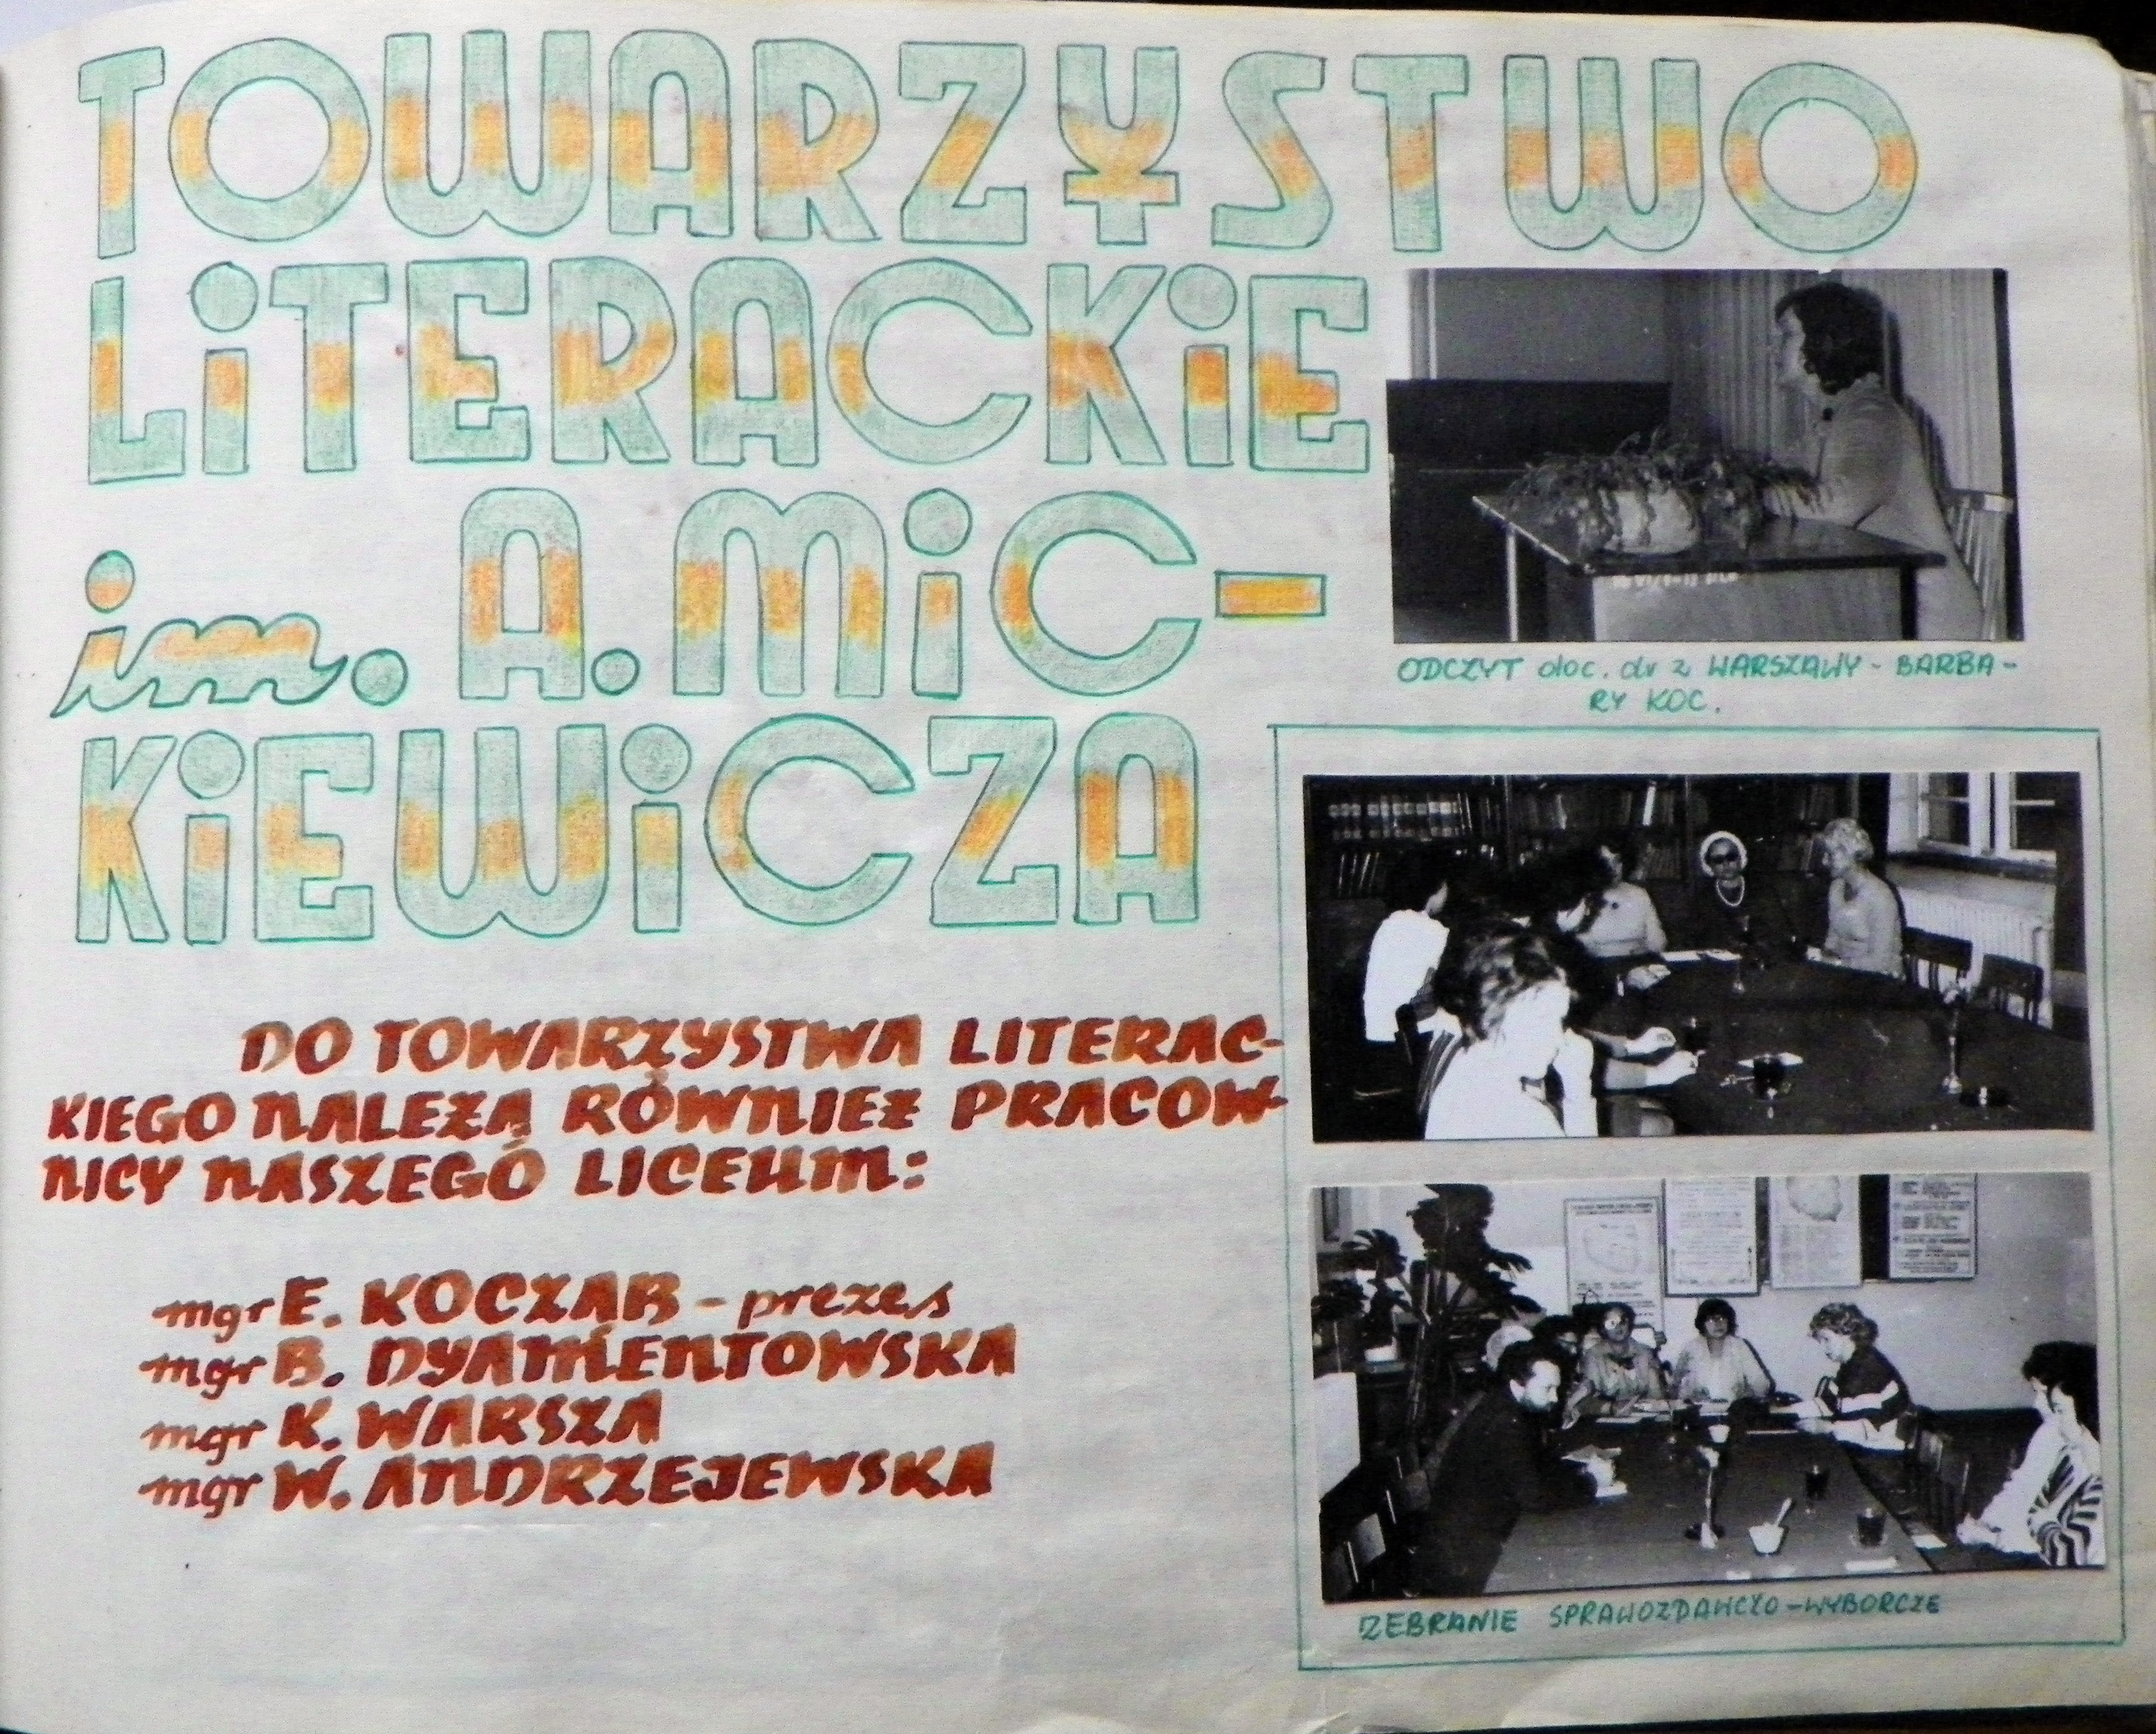 TOWARZYSTWO
LiTERACKiE
im. A. MiC-
KiEWiCZA
ODCZYT doc. dr z WARSZAWY - BARBA-
RY KOC.
DO TOWARZYSTWA LITERAC-
KIEGO NALEŻĄ RÓWNIEŻ PRACOW-
NICY NASZEGO LICEUM:
mgr E. KOCZAB - prezes
mgr B. DYAMENTOWSKA
mgr K. WARSZA
mgr W. ANDRZEJEWSKA
ZEBRANIE SPRAWOZDAWCZO-WYBORCZE